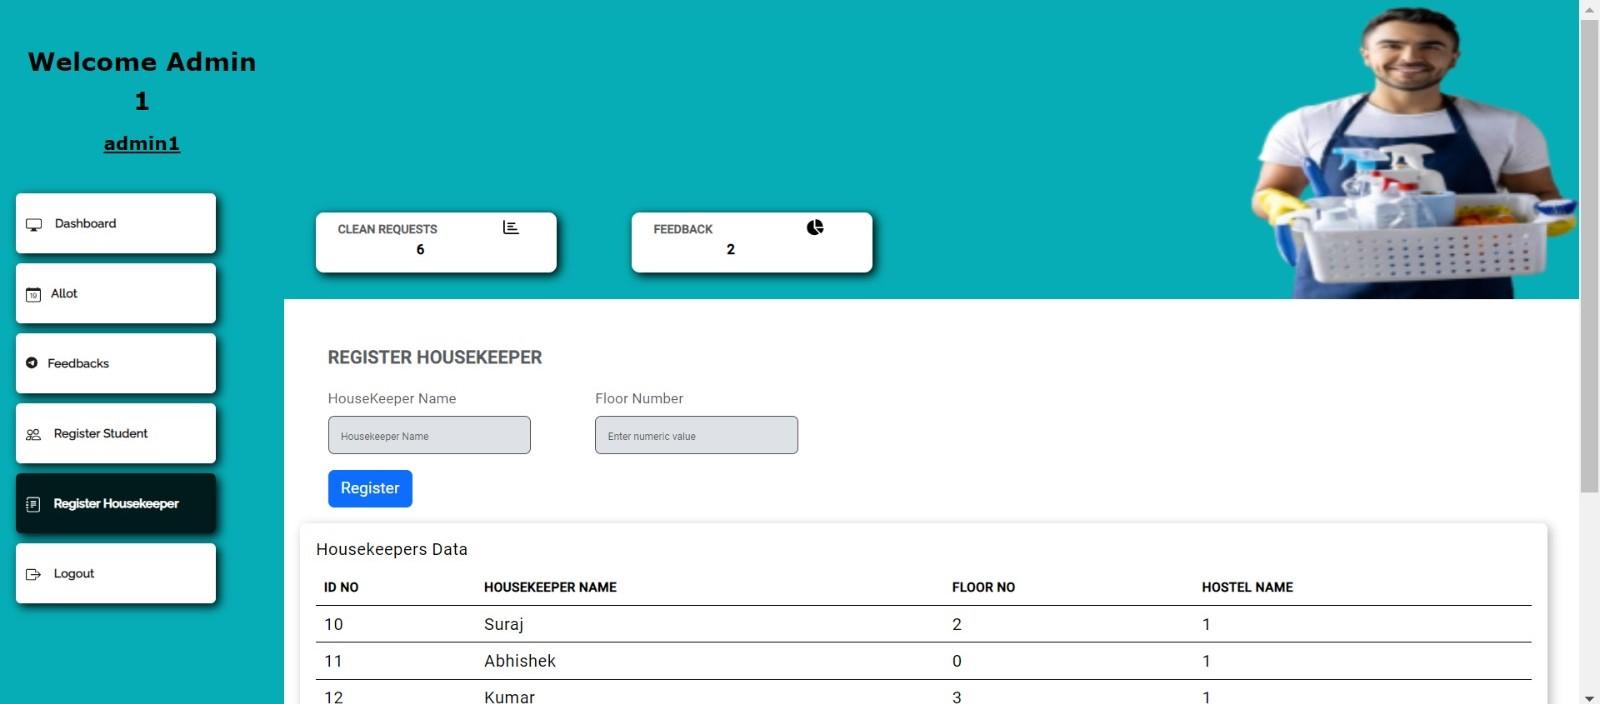 Welcome Admin
1
admin1
Dashboard
19
Allot
Feedbacks
Register Student
Register Housekeeper
Logout
CLEAN REQUESTS
6
FEEDBACK
2
REGISTER HOUSEKEEPER
HouseKeeper Name
Floor Number
Housekeeper Name
Enter numeric value
Register
Housekeepers Data
ID NO HOUSEKEEPER NAME FLOOR NO HOSTEL NAME
10 Suraj 2 1
11 Abhishek 0 1
12 Kumar 3 1